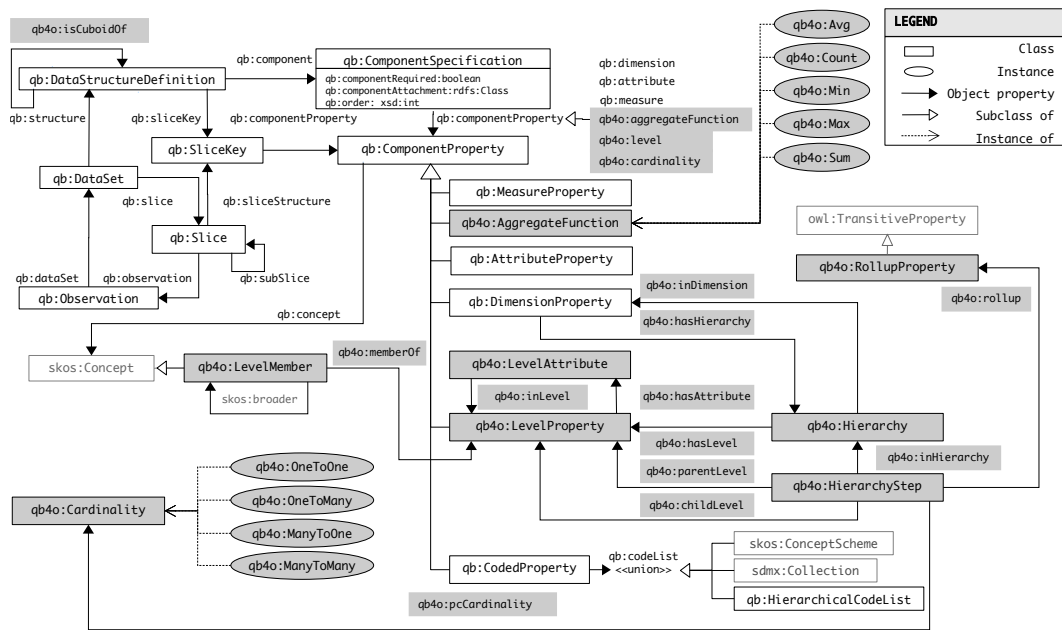 qb4o:isCuboidOf
qb:DataStructureDefinition
qb:component
qb:ComponentSpecification
qb:componentRequired:boolean
qb:componentAttachment:rdfs:Class
qb:order: xsd:int
qb:structure
qb:sliceKey
qb:componentProperty
qb:componentProperty
qb:dimension
qb:attribute
qb:measure
qb4o:aggregateFunction
qb4o:level
qb4o:cardinality
qb4o:Avg
qb4o:Count
qb4o:Min
qb4o:Max
qb4o:Sum
LEGEND
Class
Instance
Object property
Subclass of
Instance of
qb:SliceKey
qb:ComponentProperty
qb:DataSet
qb:slice
qb:sliceStructure
qb:MeasureProperty
qb4o:AggregateFunction
qb:Slice
qb:AttributeProperty
owl:TransitiveProperty
qb4o:RollupProperty
qb:dataSet
qb:observation
qb:subSlice
qb:Observation
qb:DimensionProperty
qb4o:inDimension
qb4o:rollup
qb:concept
qb4o:hasHierarchy
skos:Concept
qb4o:LevelMember
qb4o:memberOf
skos:broader
qb4o:LevelAttribute
qb4o:inLevel
qb4o:hasAttribute
qb4o:LevelProperty
qb4o:Hierarchy
qb4o:hasLevel
qb4o:inHierarchy
qb4o:parentLevel
qb4o:HierarchyStep
qb4o:childLevel
qb4o:OneToOne
qb4o:OneToMany
qb4o:Cardinality
qb4o:ManyToOne
qb4o:ManyToMany
qb:CodedProperty
qb:codeList
<<union>>
skos:ConceptScheme
sdmx:Collection
qb:HierarchicalCodeList
qb4o:pcCardinality